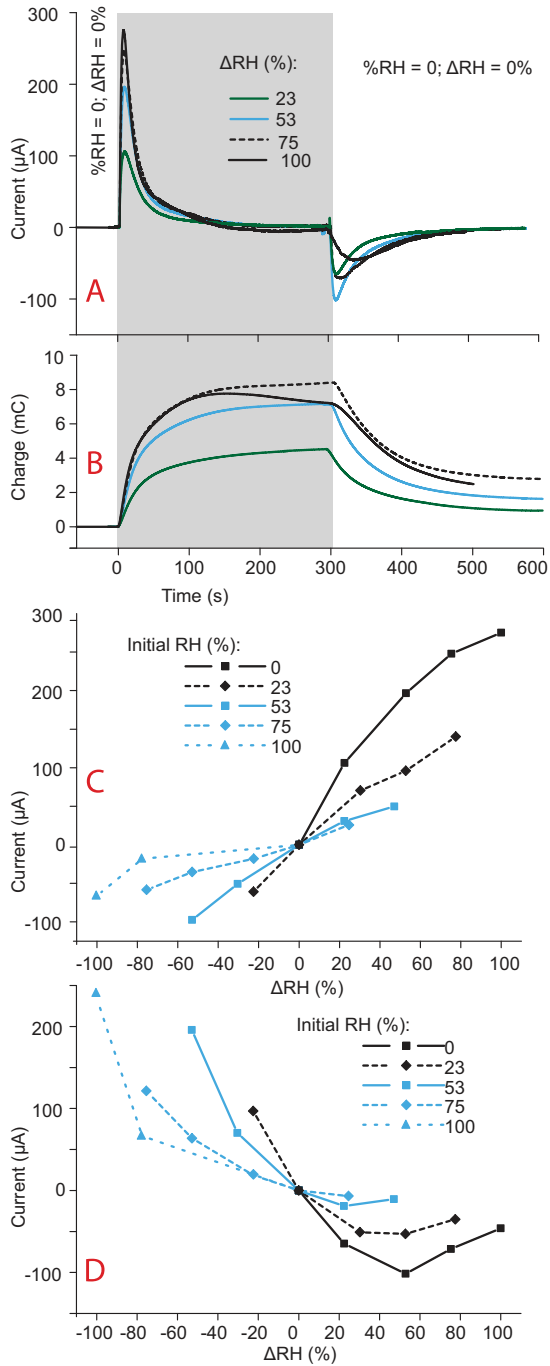 300
200
100
0
-100
Current (µA)
%RH = 0; ΔRH = 0%
ΔRH (%):
23
53
75
100
%RH = 0; ΔRH = 0%
A
10
8
6
4
2
0
Charge (mC)
B
0
100
200
300
400
500
600
Time (s)
300
200
100
0
-100
Current (µA)
Initial RH (%):
0
23
53
75
100
C
-100 -80 -60 -40 -20 0 20 40 60 80 100
ΔRH (%)
200
100
0
-100
Current (µA)
Initial RH (%):
0
23
53
75
100
D
-100 -80 -60 -40 -20 0 20 40 60 80 100
ΔRH (%)